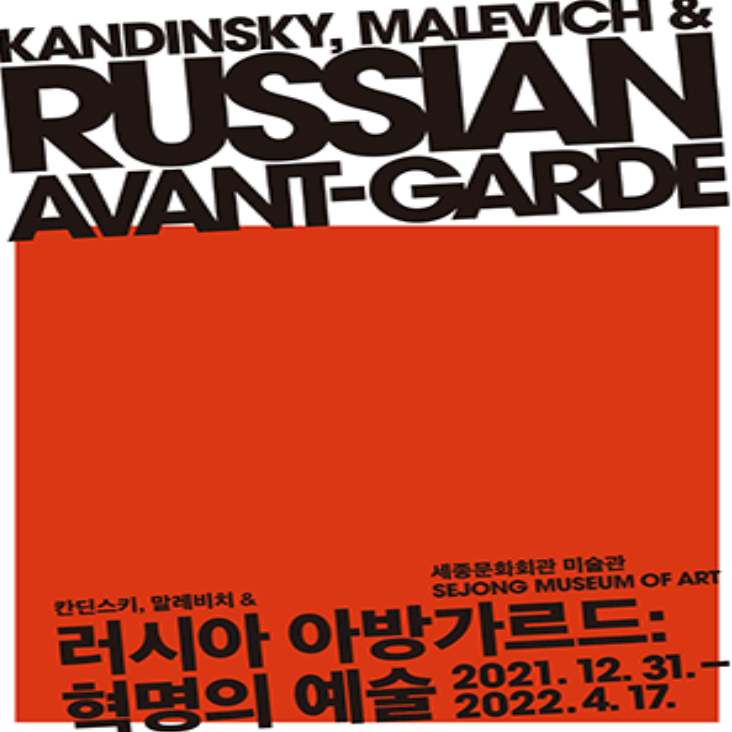 KANDINSKY, MALEVICH &
RUSSIAN
AVANT-GARDE
세종문화회관 미술관
SEJONG MUSEUM OF ART
칸딘스키, 말레비치 &
러시아 아방가르드:
혁명의 예술
2021. 12. 31.–
2022. 4. 17.